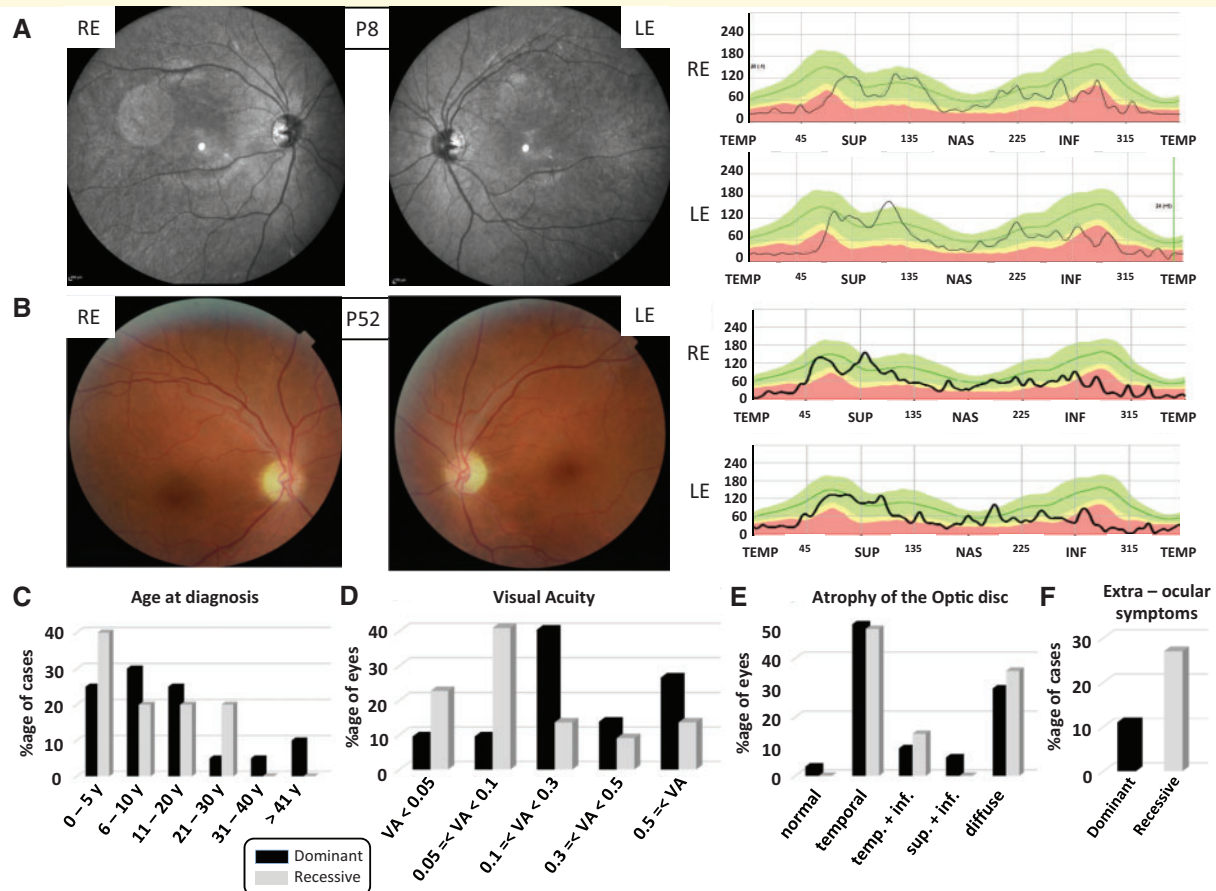 A
RE
P8
LE
RE
240
180
120
60
0
TEMP 45 SUP 135 NAS 225 INF 315 TEMP
LE
240
180
120
60
0
TEMP 45 SUP 135 NAS 225 INF 315 TEMP
B
RE
P52
LE
RE
240
180
120
60
0
TEMP 45 SUP 135 NAS 225 INF 315 TEMP
LE
240
180
120
60
0
TEMP 45 SUP 135 NAS 225 INF 315 TEMP
C
Age at diagnosis
%age of cases
40
30
20
10
0
0 – 5 y
6 – 10 y
11 – 20 y
21 – 30 y
31 – 40 y
> 41 y
Dominant
Recessive
D
Visual Acuity
%age of eyes
40
30
20
10
0
VA < 0.05
0.05 =< VA < 0.1
0.1 =< VA < 0.3
0.3 =< VA < 0.5
0.5 =< VA
E
Atrophy of the Optic disc
%age of eyes
50
40
30
20
10
0
normal
temporal
temp. + inf.
sup. + inf.
diffuse
F
Extra – ocular
symptoms
%age of cases
30
20
10
0
Dominant
Recessive